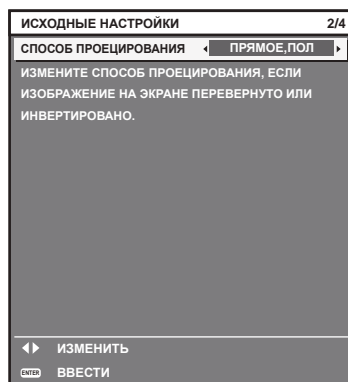 ИСХОДНЫЕ НАСТРОЙКИ 2/4
СПОСОБ ПРОЕЦИРОВАНИЯ ПРЯМОЕ,ПОЛ
ИЗМЕНИТЕ СПОСОБ ПРОЕЦИРОВАНИЯ, ЕСЛИ
ИЗОБРАЖЕНИЕ НА ЭКРАНЕ ПЕРЕВЕРНУТО ИЛИ
ИНВЕРТИРОВАНО.
ИЗМЕНИТЬ
ENTER ВВЕСТИ